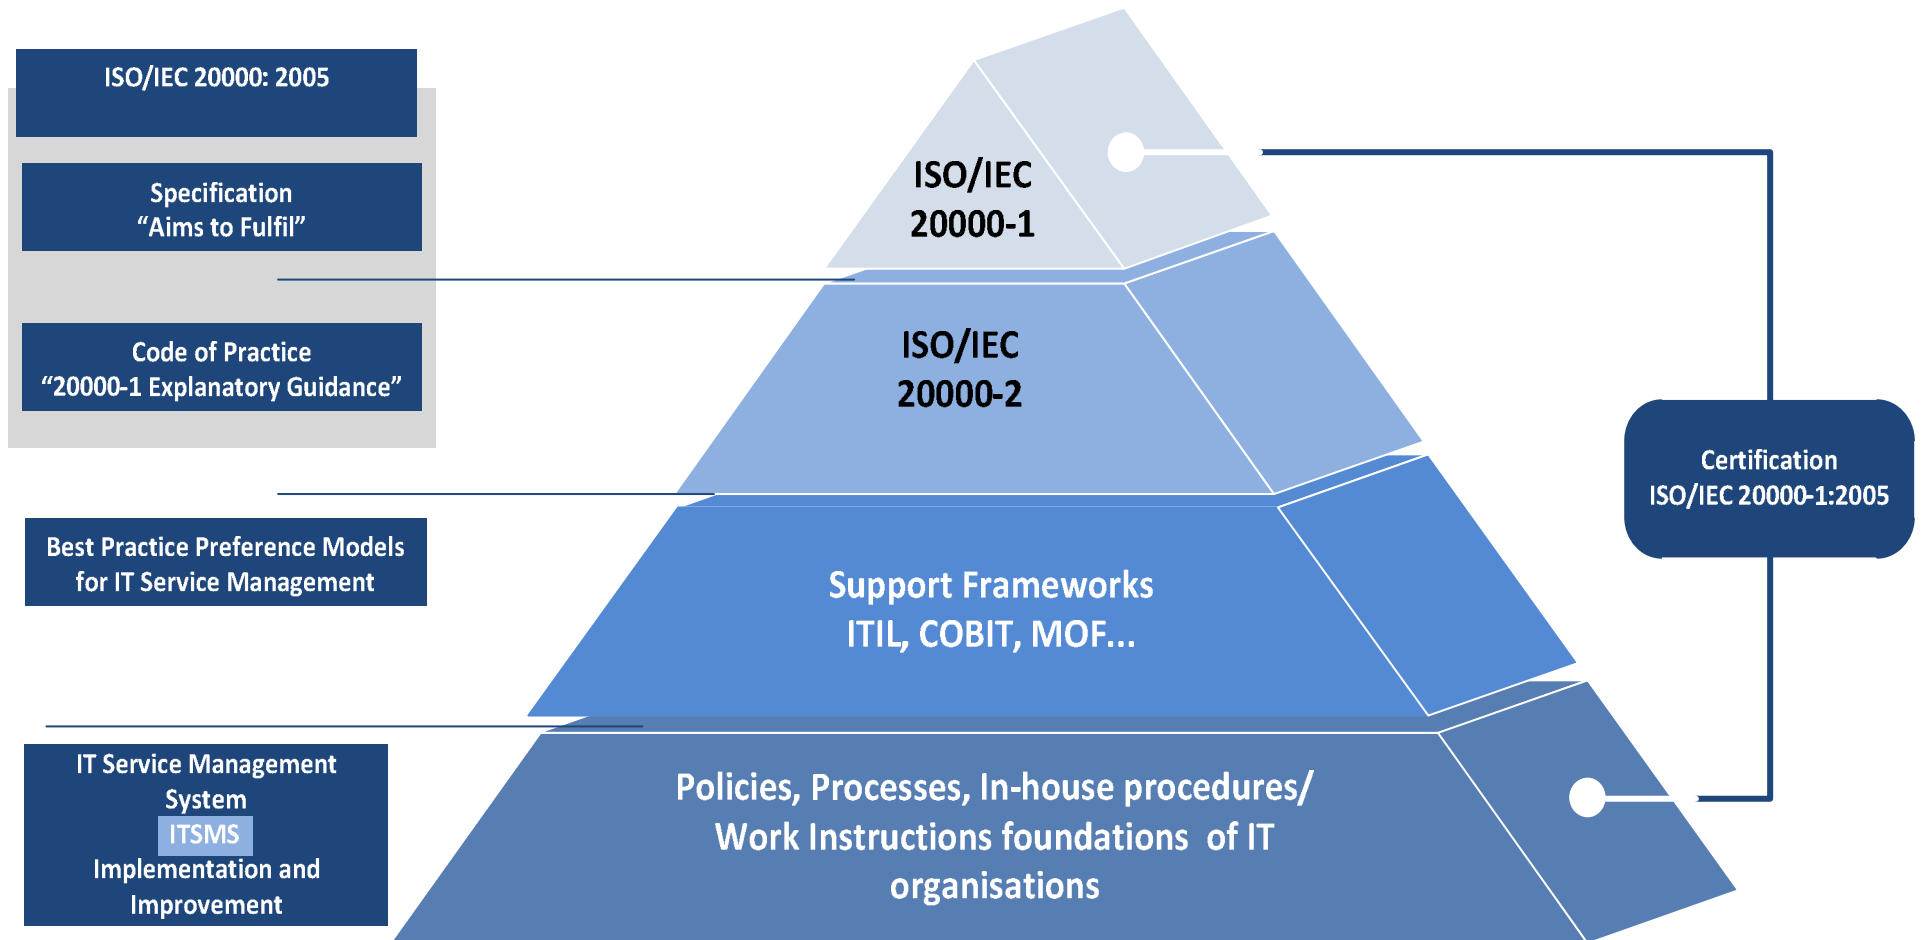 ISO/IEC 20000: 2005
Specification
“Aims to Fulfil”
Code of Practice
“20000-1 Explanatory Guidance”
Best Practice Preference Models
for IT Service Management
IT Service Management
System
ITSMS
Implementation and
Improvement
ISO/IEC
20000-1
ISO/IEC
20000-2
Support Frameworks
ITIL, COBIT, MOF...
Policies, Processes, In-house procedures/
Work Instructions foundations of IT
organisations
Certification
ISO/IEC 20000-1:2005